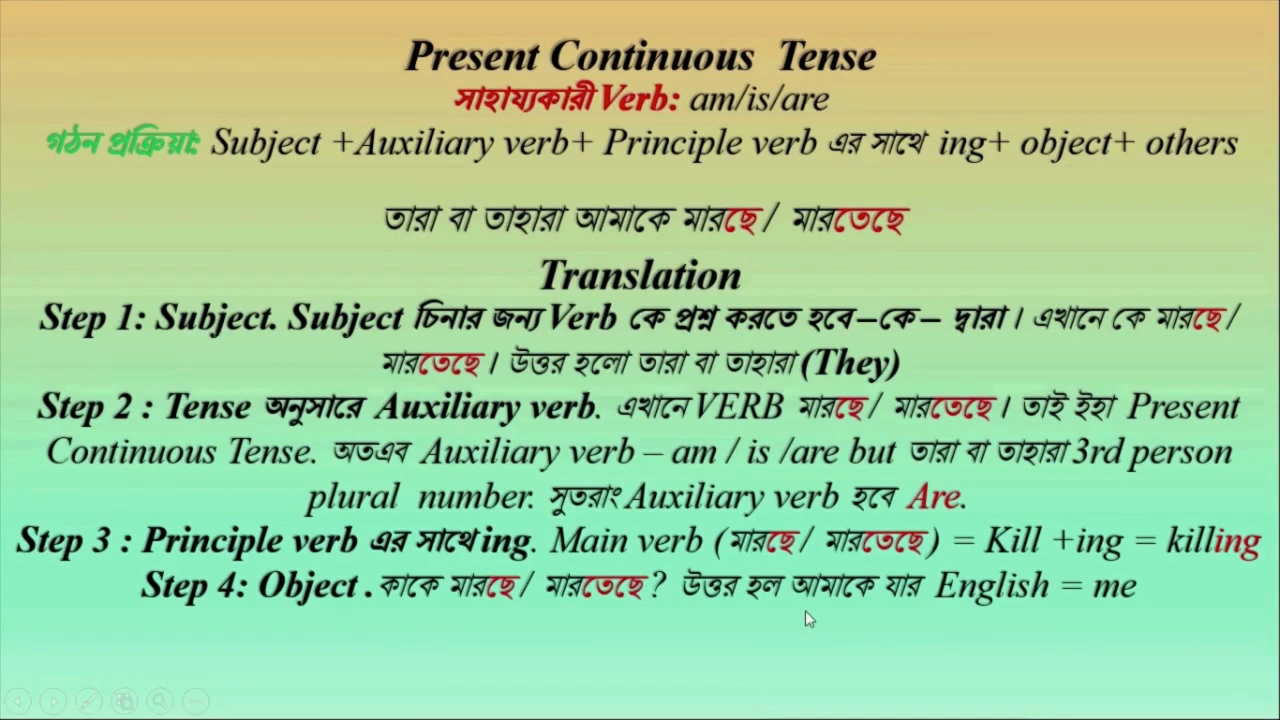 Present Continuous Tense
সাহায্যকারী Verb: am/is/are
গঠন প্রক্রিয়া: Subject +Auxiliary verb+ Principle verb এর সাথে ing+ object+ others
তারা বা তাহারা আমাকে মারছে/ মারতেছে
Translation
Step 1: Subject. Subject চিনার জন্য Verb কে প্রশ্ন করতে হবে–কে– দ্বারা। এখানে কে মারছে/
মারতেছে। উত্তর হলো তারা বা তাহারা (They)
Step 2 : Tense অনুসারে Auxiliary verb. এখানে VERB মারছে/ মারতেছে। তাই ইহা Present
Continuous Tense. অতএব Auxiliary verb – am / is /are but তারা বা তাহারা 3rd person
plural number. সুতরাং Auxiliary verb হবে Are.
Step 3 : Principle verb এর সাথে ing. Main verb (মারছে/ মারতেছে) = Kill +ing = killing
Step 4: Object . কাকে মারছে/ মারতেছে? উত্তর হল আমাকে যার English = me